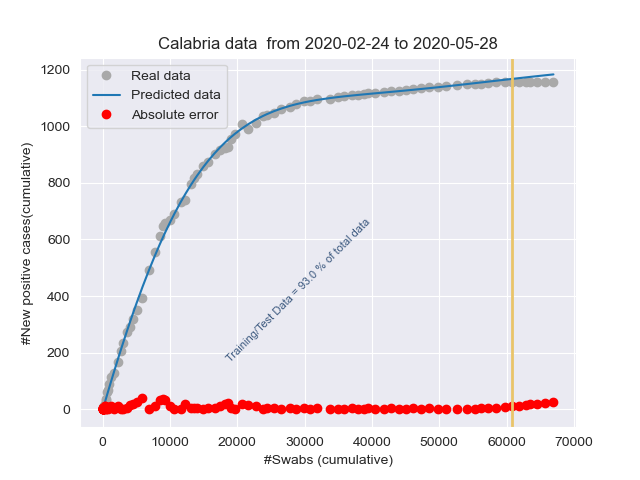 Calabria data  from 2020-02-24 to 2020-05-28
Real data
Predicted data
Absolute error
Training/Test Data = 93.0 % of total data
#New positive cases(cumulative)
1200
1000
800
600
400
200
0
0 10000 20000 30000 40000 50000 60000 70000
#Swabs (cumulative)